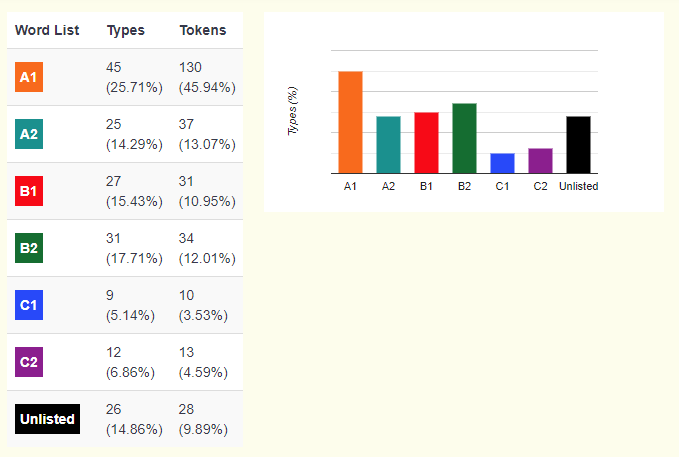 Word List Types Tokens
A1 45 130
(25.71%) (45.94%)
A2 25 37
(14.29%) (13.07%)
B1 27 31
(15.43%) (10.95%)
B2 31 34
(17.71%) (12.01%)
C1 9 10
(5.14%) (3.53%)
C2 12 13
(6.86%) (4.59%)
Unlisted 26 28
(14.86%) (9.89%)
Types (%)
A1 A2 B1 B2 C1 C2 Unlisted